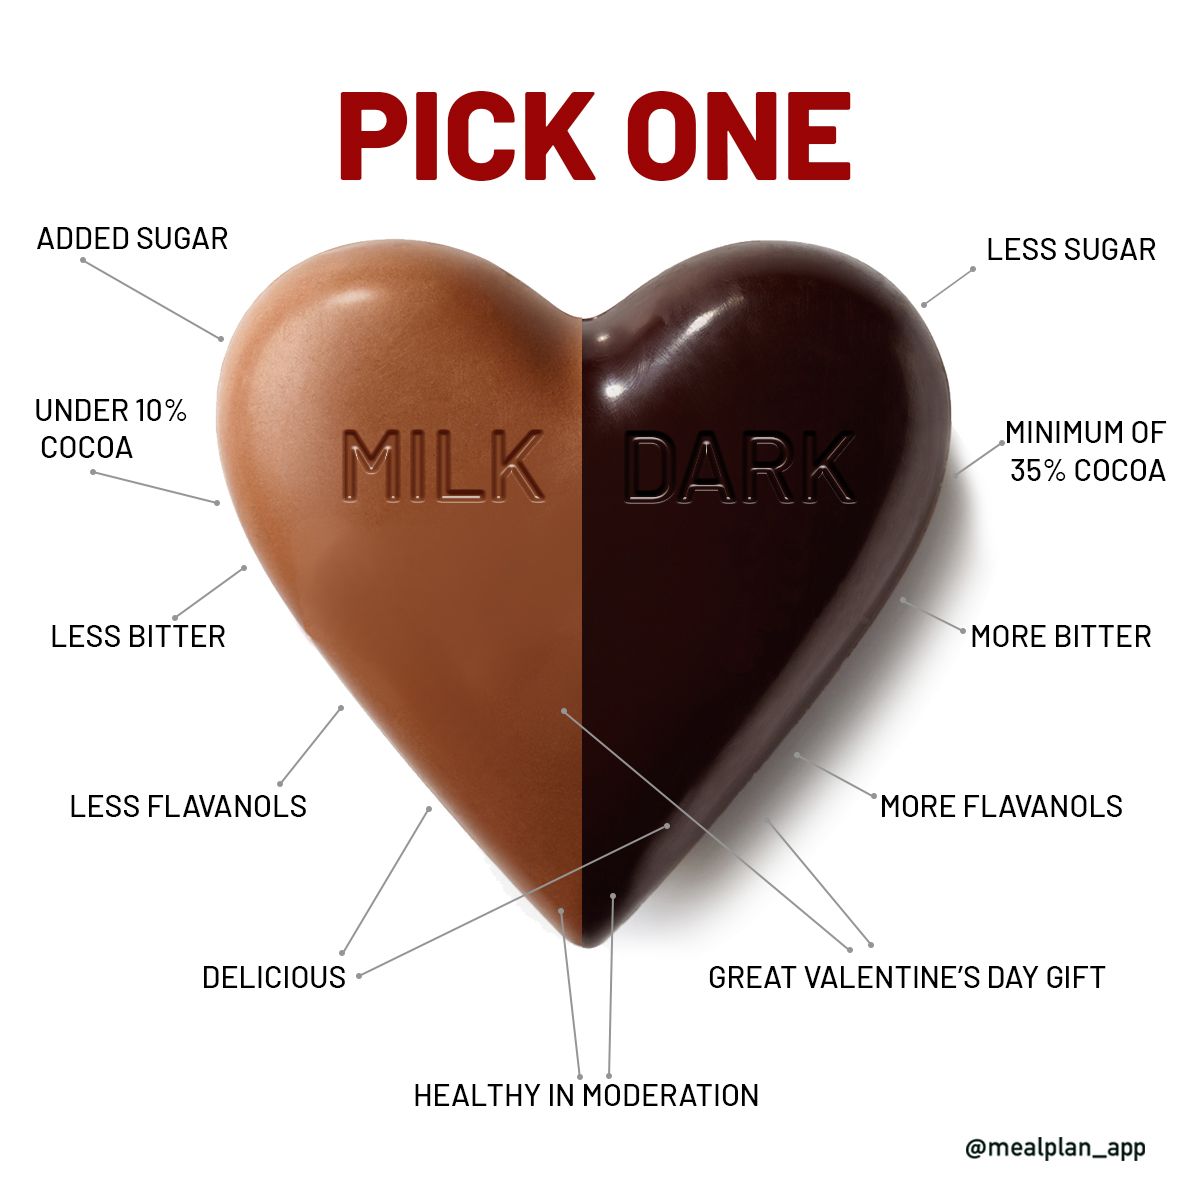 PICK ONE
ADDED SUGAR
LESS SUGAR
UNDER 10%
COCOA
MINIMUM OF
35% COCOA
MILK
DARK
LESS BITTER
MORE BITTER
LESS FLAVANOLS
MORE FLAVANOLS
DELICIOUS
GREAT VALENTINE'S DAY GIFT
HEALTHY IN MODERATION
@mealplan_app